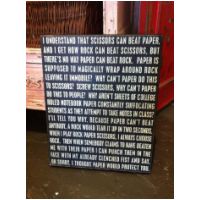 I UNDERSTAND THAT SCISSORS CAN BEAT PAPER,
AND I GET HOW ROCK CAN BEAT SCISSORS, BUT
THERE'S NO WAY PAPER CAN BEAT ROCK. PAPER IS
SUPPOSED TO MAGICALLY WRAP AROUND ROCK
LEAVING IT IMMOBILE? WHY CAN'T PAPER DO THIS
TO SCISSORS? SCREW SCISSORS, WHY CAN'T PAPER
DO THIS TO PEOPLE? WHY AREN'T SHEETS OF COLLEGE
RULED NOTEBOOK PAPER CONSTANTLY SUFFOCATING
STUDENTS AS THEY ATTEMPT TO TAKE NOTES IN CLASS?
I'LL TELL YOU WHY, BECAUSE PAPER CAN'T BEAT
ANYBODY, A ROCK WOULD TEAR IT UP IN TWO SECONDS.
WHEN I PLAY ROCK PAPER SCISSORS, I ALWAYS CHOOSE
ROCK. THEN WHEN SOMEBODY CLAIMS TO HAVE BEATEN
ME WITH THEIR PAPER I CAN PUNCH THEM IN THE
FACE WITH MY ALREADY CLENCHED FIST AND SAY,
OH SORRY, I THOUGHT PAPER WOULD PROTECT YOU.